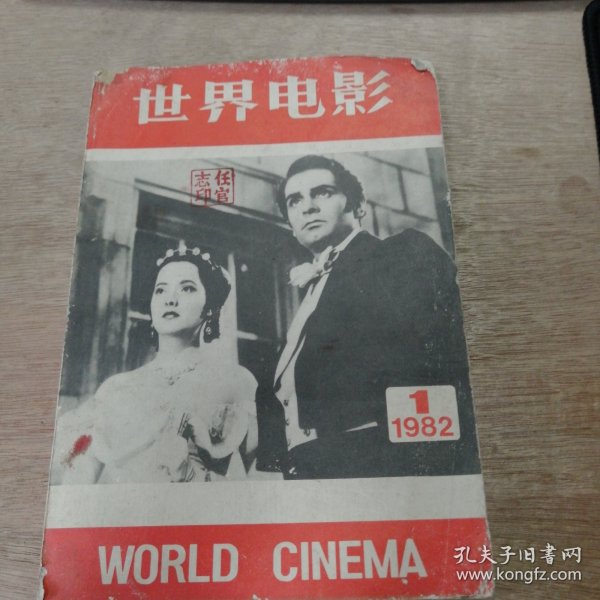 世界电影
任官
志印
1
1982
WORLD CINEMA
孔夫子旧书网
www.kongfz.com